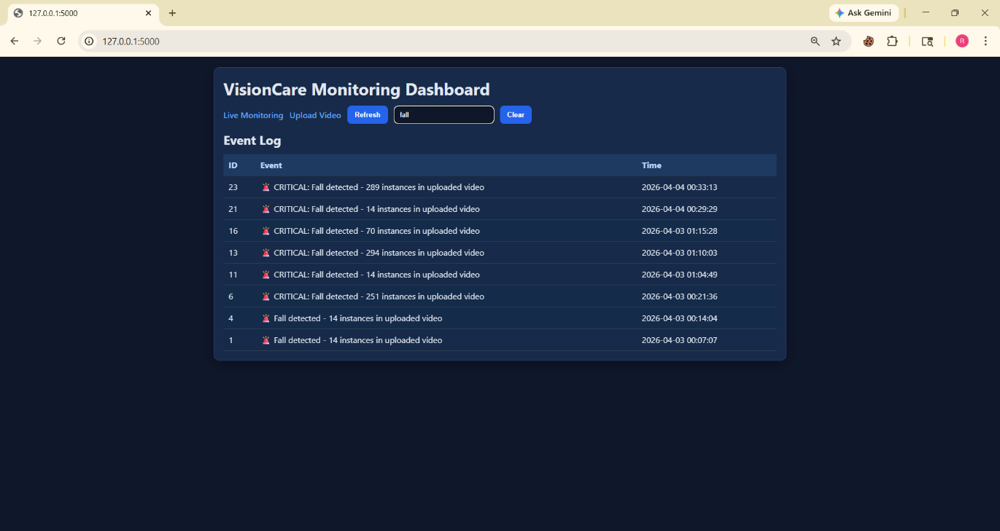 127.0.0.1:5000
Ask Gemini
127.0.0.1:5000
R
VisionCare Monitoring Dashboard
Live Monitoring Upload Video Refresh fall Clear
Event Log
ID Event Time
23 🚨 CRITICAL: Fall detected - 289 instances in uploaded video 2026-04-04 00:33:13
21 🚨 CRITICAL: Fall detected - 14 instances in uploaded video 2026-04-04 00:29:29
16 🚨 CRITICAL: Fall detected - 70 instances in uploaded video 2026-04-03 01:15:28
13 🚨 CRITICAL: Fall detected - 294 instances in uploaded video 2026-04-03 01:10:03
11 🚨 CRITICAL: Fall detected - 14 instances in uploaded video 2026-04-03 01:04:49
6 🚨 CRITICAL: Fall detected - 251 instances in uploaded video 2026-04-03 00:21:36
4 🚨 Fall detected - 14 instances in uploaded video 2026-04-03 00:14:04
1 🚨 Fall detected - 14 instances in uploaded video 2026-04-03 00:07:07